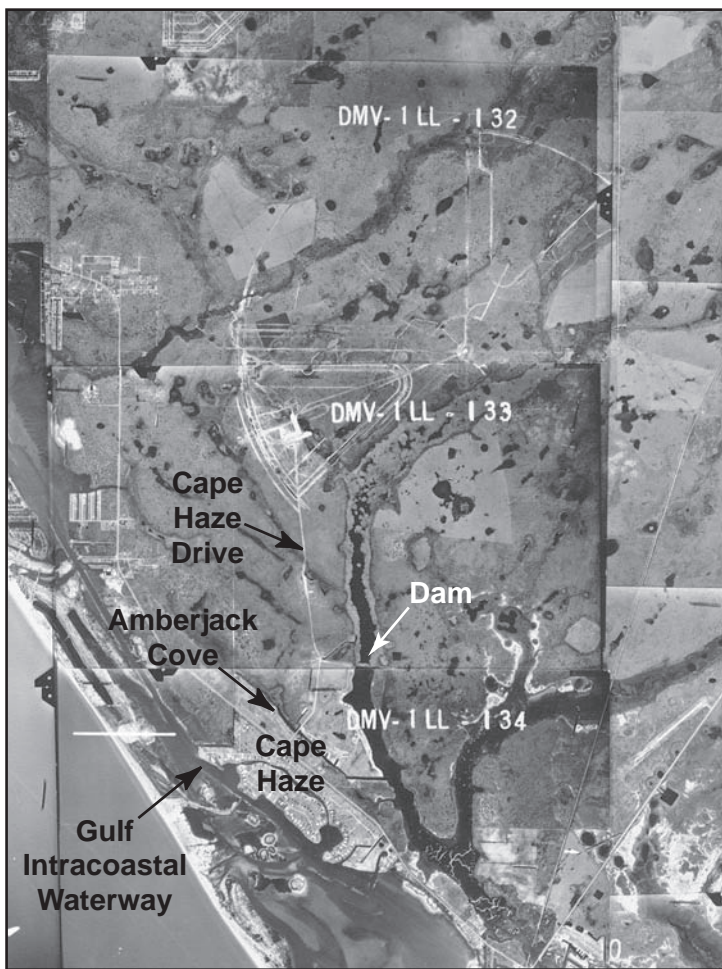 DMV-1LL-132
DMV-1LL-133
Cape
Haze
Drive
Dam
Amberjack
Cove
DMV-1LL-134
Cape
Haze
Gulf
Intracoastal
Waterway